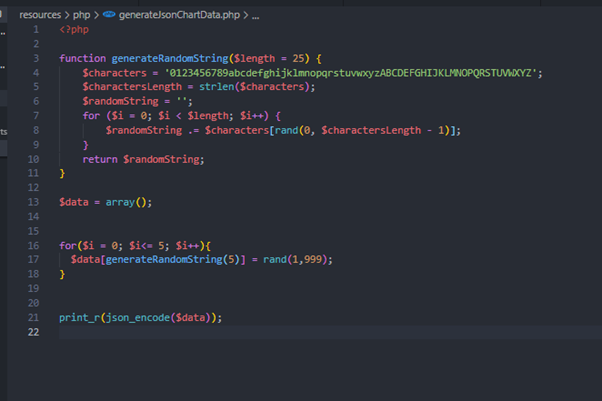 resources > php > generateJsonChartData.php > ...
1 <?php
2
3 function generateRandomString($length = 25) {
4 $characters = '0123456789abcdefghijklmnopqrstuvwxyzABCDEFGHIJKLMNOPQRSTUVWXYZ';
5 $charactersLength = strlen($characters);
6 $randomString = '';
7 for ($i = 0; $i < $length; $i++) {
8 $randomString .= $characters[rand(0, $charactersLength - 1)];
9 }
10 return $randomString;
11 }
12
13 $data = array();
14
15
16 for($i = 0; $i<= 5; $i++){
17 $data[generateRandomString(5)] = rand(1,999);
18 }
19
20
21 print_r(json_encode($data));
22